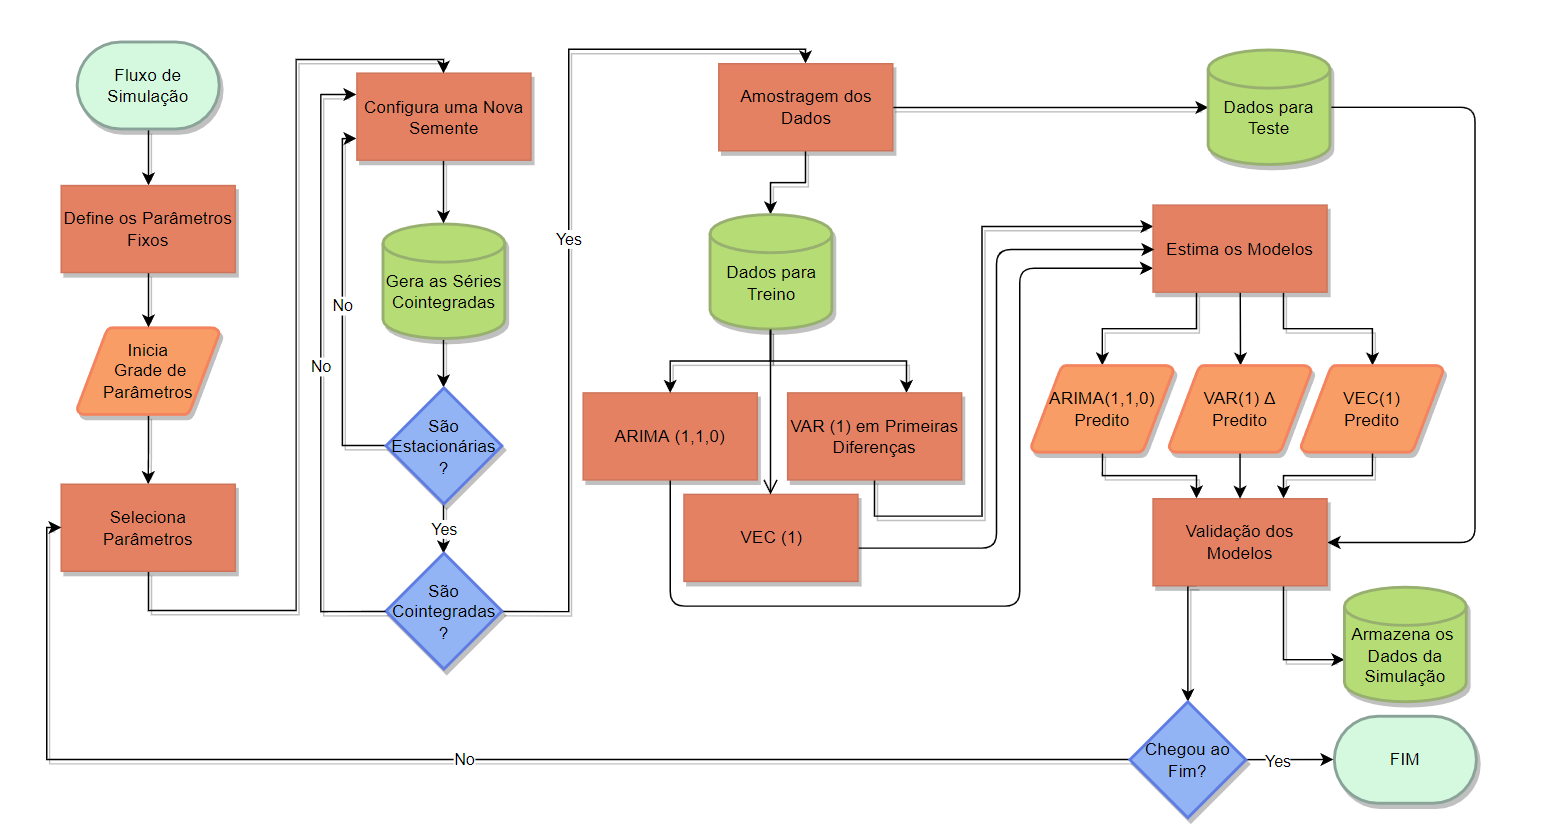 Fluxo de
Simulação
Define os Parâmetros
Fixos
Inicia
Grade de
Parâmetros
Seleciona
Parâmetros
Configura uma Nova
Semente
Gera as Séries
Cointegradas
No
No
São
Estacionárias
?
Yes
São
Cointegradas
?
Yes
Amostragem dos
Dados
Dados para
Teste
Dados para
Treino
ARIMA (1,1,0)
VAR (1) em Primeiras
Diferenças
VEC (1)
Estima os Modelos
ARIMA(1,1,0)
Predito
VAR(1) Δ
Predito
VEC(1)
Predito
Validação dos
Modelos
Armazena os
Dados da
Simulação
Chegou ao
Fim?
No
Yes
FIM